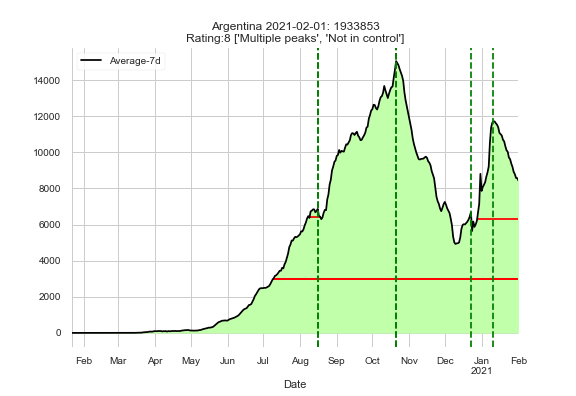 Argentina 2021-02-01: 1933853
Rating:8 ['Multiple peaks', 'Not in control']
Average-7d
14000
12000
10000
8000
6000
4000
2000
0
Feb Mar Apr May Jun Jul Aug Sep Oct Nov Dec Jan Feb
2021
Date